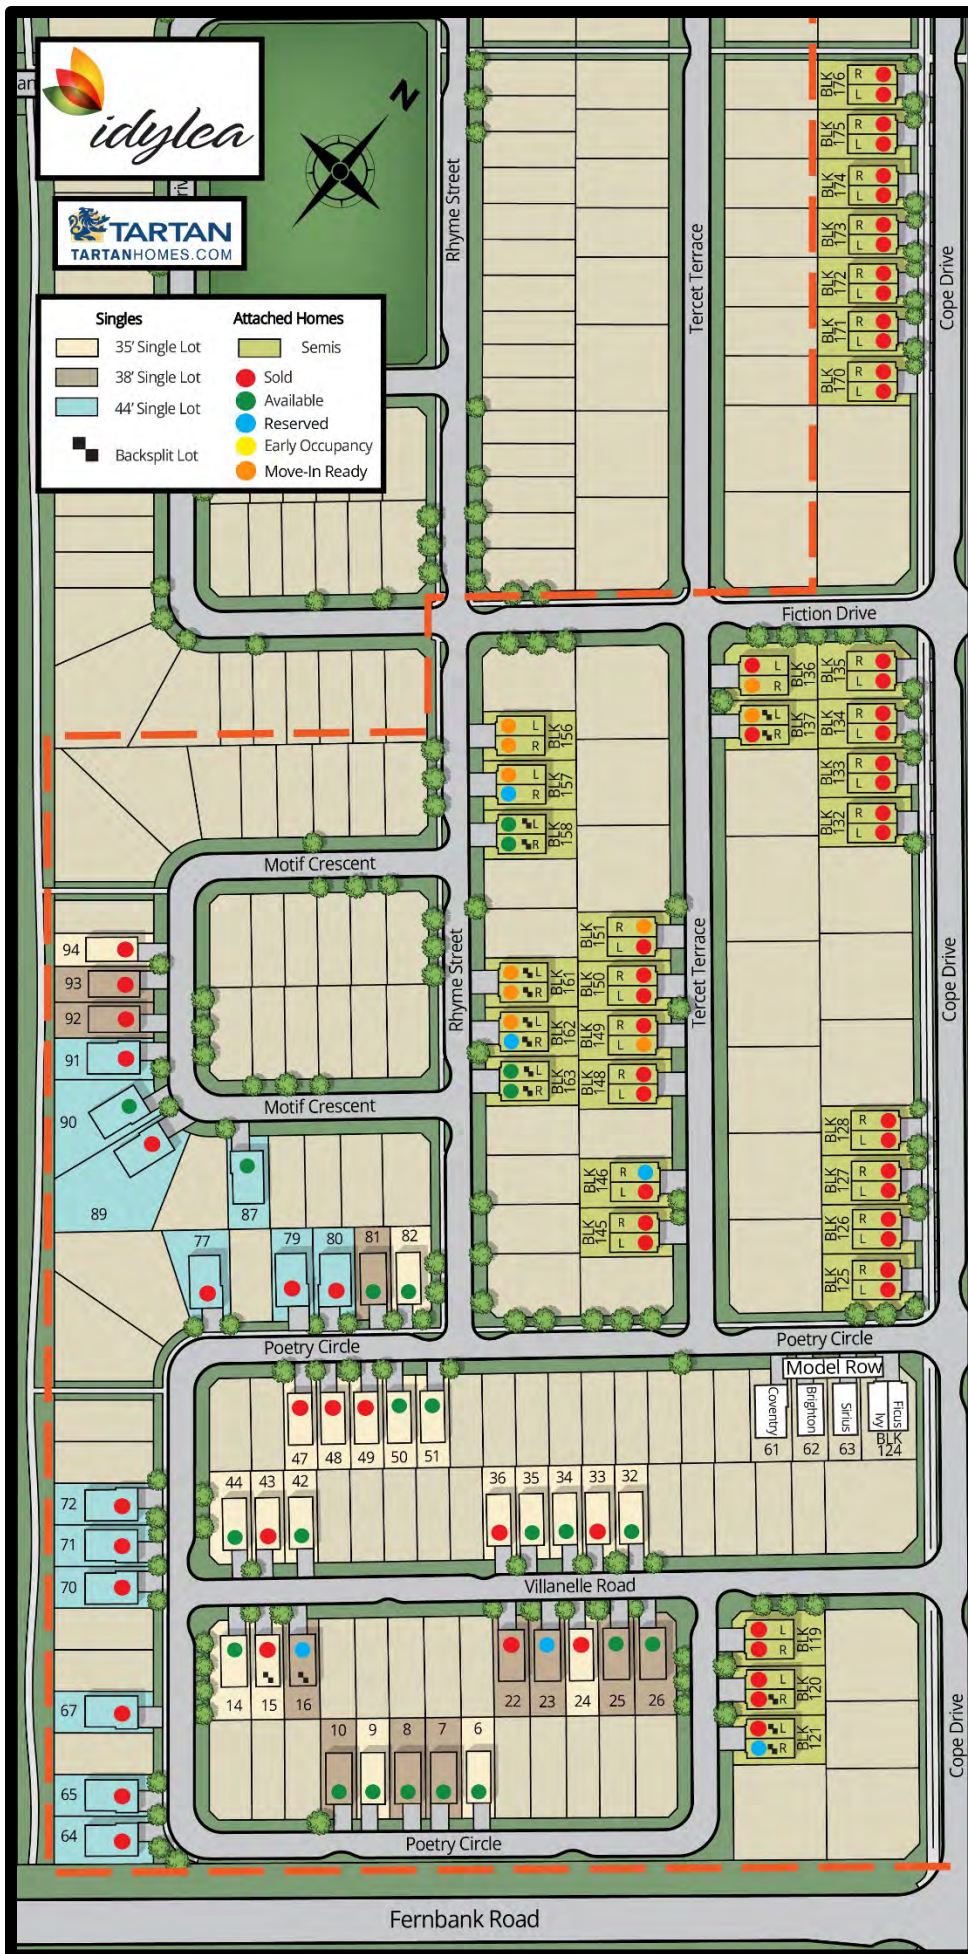 idylea
TARTAN
TARTANHOMES.COM
N
Singles
35' Single Lot
38' Single Lot
44' Single Lot
Backsplit Lot
Attached Homes
Semis
Sold
Available
Reserved
Early Occupancy
Move-In Ready
Rhyme Street
Tercet Terrace
Cope Drive
BLK 176
R
L
BLK 175
R
L
BLK 174
R
L
BLK 173
R
L
BLK 172
R
L
BLK 171
R
L
BLK 170
R
L
Fiction Drive
L
R
BLK 136
BLK 135
R
L
L
R
BLK 137
BLK 134
R
L
BLK 133
R
L
BLK 132
R
L
L
R
BLK 156
L
R
BLK 157
L
R
BLK 158
Motif Crescent
Rhyme Street
Tercet Terrace
Cope Drive
BLK 151
R
L
L
R
BLK 161
BLK 150
R
L
L
R
BLK 162
BLK 149
R
L
L
R
BLK 163
BLK 148
R
L
BLK 146
R
L
BLK 145
R
L
BLK 128
R
L
BLK 127
R
L
BLK 126
R
L
BLK 125
R
L
94
93
92
91
90
89
Motif Crescent
87
77
79
80
81
82
Poetry Circle
Poetry Circle
Model Row
Coventry
61
Brighton
62
Sirius
63
Ficus
Ivy
BLK
124
47
48
49
50
51
44
43
42
36
35
34
33
32
72
71
70
67
65
64
Villanelle Road
14
15
16
22
23
24
25
26
10
9
8
7
6
L
R
BLK 119
L
R
BLK 120
L
R
BLK 121
Cope Drive
Poetry Circle
Fernbank Road